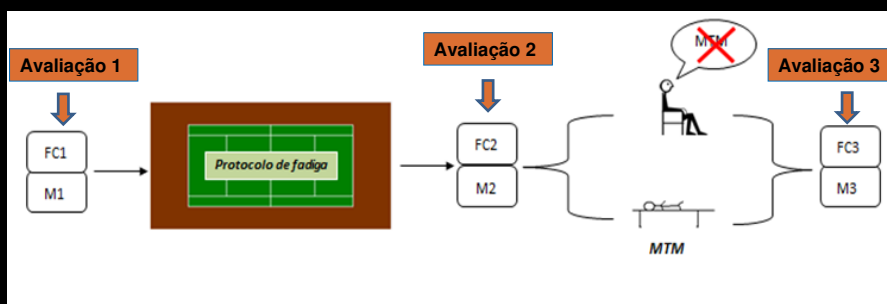 Avaliação 1
FC1
M1
Protocolo de fadiga
Avaliação 2
FC2
M2
MTM
MTM
Avaliação 3
FC3
M3